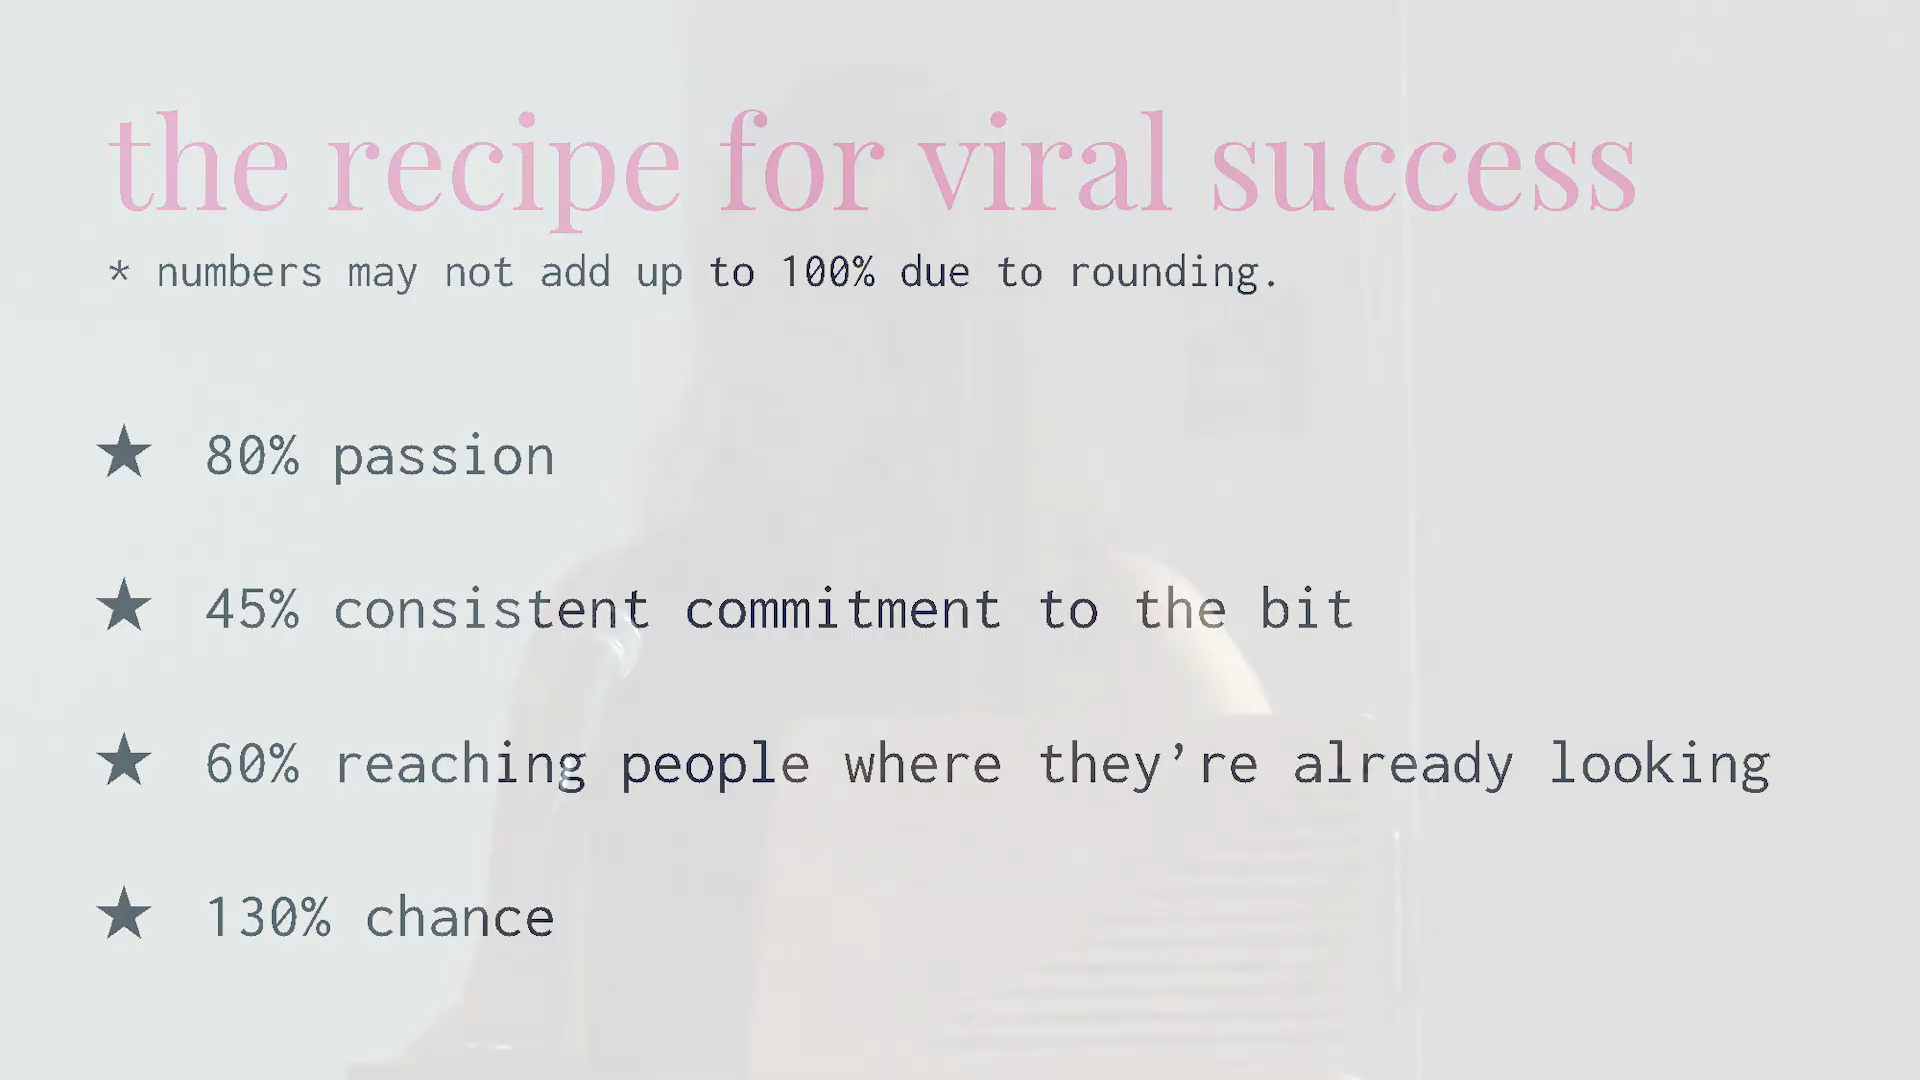 the recipe for viral success
* numbers may not add up to 100% due to rounding.
★ 80% passion
★ 45% consistent commitment to the bit
★ 60% reaching people where they’re already looking
★ 130% chance